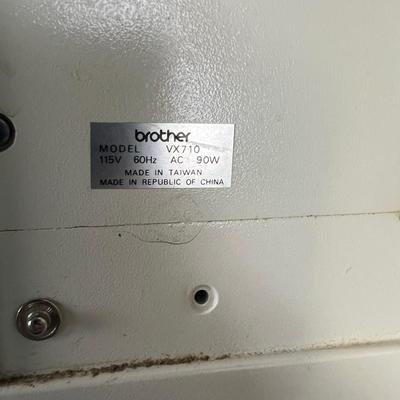 brother
MODEL VX710
115V 60Hz AC 90W
MADE IN TAIWAN
MADE IN REPUBLIC OF CHINA